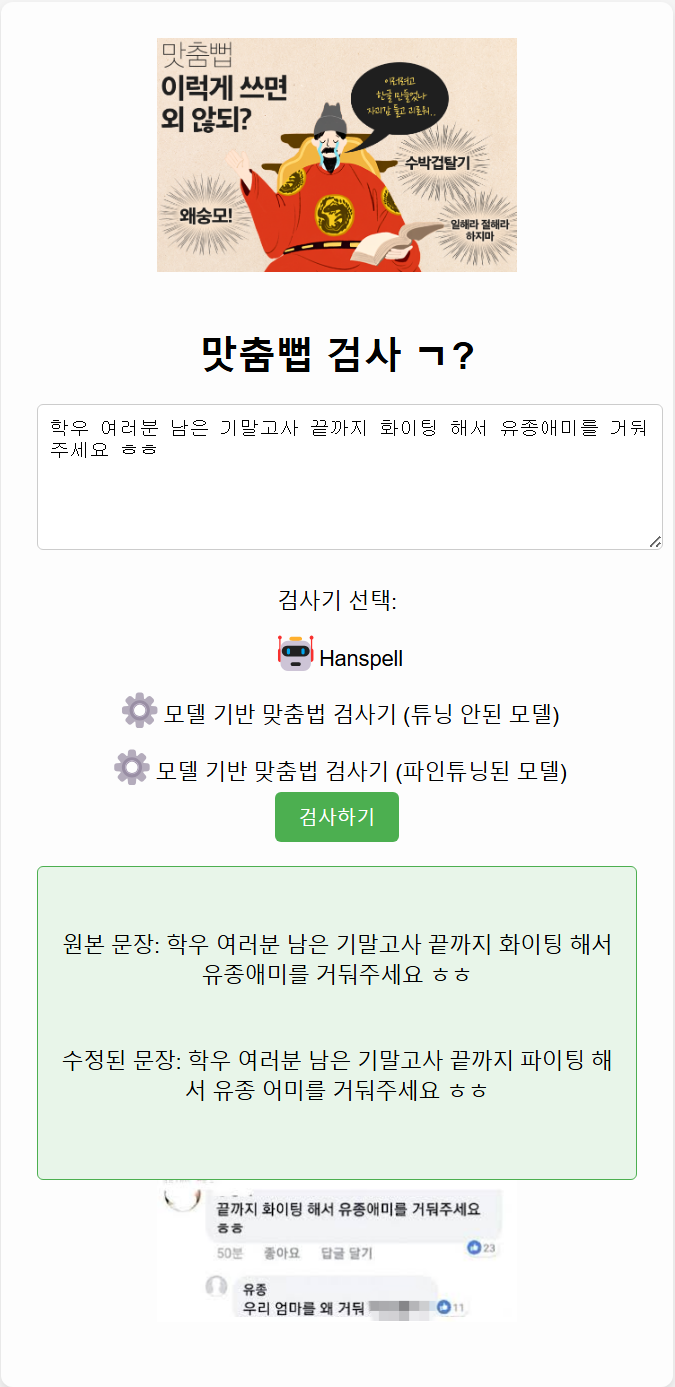 맞춤뻡
이렇게 쓰면
외 않되?
한글 만들었나
자괴감 들고 괴로워..
수박겁탈기
왜숭모!
일해라 절해라
하지마
맛춤뻡 검사 ㄱ?
학우 여러분 남은 기말고사 끝까지 화이팅 해서 유종애미를 거둬
주세요 ㅎㅎ
검사기 선택:
Hanspell
모델 기반 맞춤법 검사기 (튜닝 안된 모델)
모델 기반 맞춤법 검사기 (파인튜닝된 모델)
검사하기
원본 문장: 학우 여러분 남은 기말고사 끝까지 화이팅 해서
유종애미를 거둬주세요 ㅎㅎ
수정된 문장: 학우 여러분 남은 기말고사 끝까지 파이팅 해
서 유종 어미를 거둬주세요 ㅎㅎ
끝까지 화이팅 해서 유종애미를 거둬주세요
ㅎㅎ
50분 좋아요 답글 달기 23
유종
우리 엄마를 왜 거둬 11